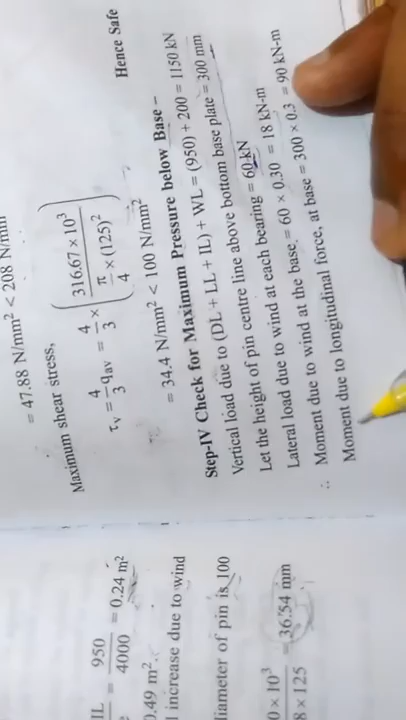 = 47.88 N/mm² < 208 N/mm
Maximum shear stress,
τv = 4/3 qav = 4/3 × ( 316.67 × 10³ / π/4 × (125)² )
= 34.4 N/mm² < 100 N/mm² Hence Safe
Step-IV Check for Maximum Pressure below Base –
Vertical load due to (DL + LL + IL) + WL = (950) + 200 = 1150 kN
Let the height of pin centre line above bottom base plate = 300 mm
Lateral load due to wind at each bearing = 60 kN
∴ Moment due to wind at the base = 60 × 0.30 = 18 kN-m
Moment due to longitudinal force, at base = 300 × 0.3 = 90 kN-m
IL = 950 / 4000 = 0.24 m²
0.49 m².
l increase due to wind
diameter of pin is 100
0 × 10³ / 8 × 125 = 36.54 mm